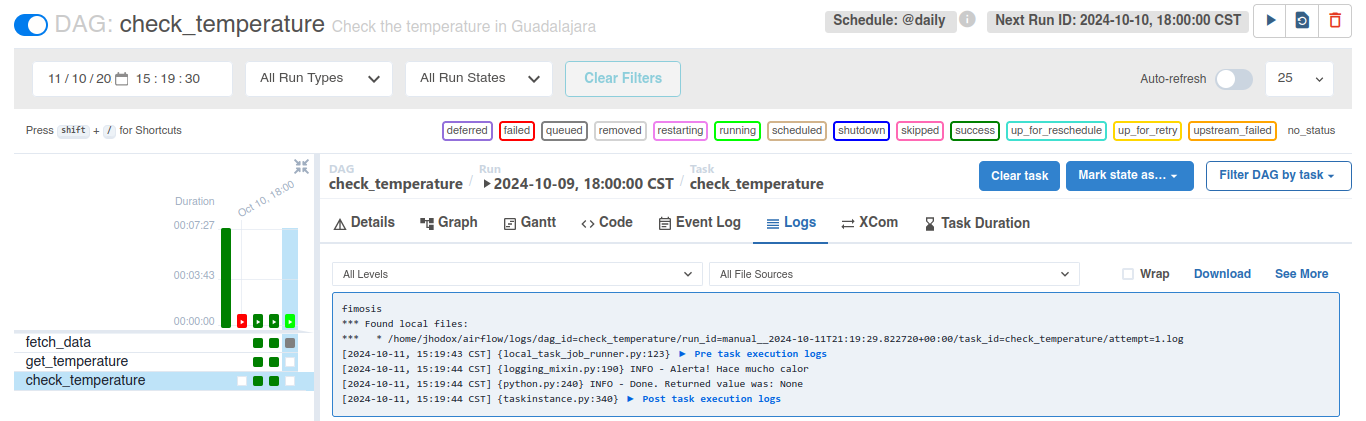 DAG: check_temperature Check the temperature in Guadalajara
Schedule: @daily
Next Run ID: 2024-10-10, 18:00:00 CST
11/10/20 15:19:30
All Run Types
All Run States
Clear Filters
Auto-refresh
25
Press shift + / for Shortcuts
deferred failed queued removed restarting running scheduled shutdown skipped success up_for_reschedule up_for_retry upstream_failed no_status
Duration
Oct 10, 18:00
00:07:27
00:03:43
00:00:00
fetch_data
get_temperature
check_temperature
DAG
check_temperature
/
Run
2024-10-09, 18:00:00 CST
/
Task
check_temperature
Clear task
Mark state as...
Filter DAG by task
Details Graph Gantt Code Event Log Logs XCom Task Duration
All Levels
All File Sources
Wrap
Download
See More
fimosis
*** Found local files:
***   * /home/jhodox/airflow/logs/dag_id=check_temperature/run_id=manual__2024-10-11T21:19:29.822720+00:00/task_id=check_temperature/attempt=1.log
[2024-10-11, 15:19:43 CST] {local_task_job_runner.py:123} ▶ Pre task execution logs
[2024-10-11, 15:19:44 CST] {logging_mixin.py:190} INFO - Alerta! Hace mucho calor
[2024-10-11, 15:19:44 CST] {python.py:240} INFO - Done. Returned value was: None
[2024-10-11, 15:19:44 CST] {taskinstance.py:340} ▶ Post task execution logs